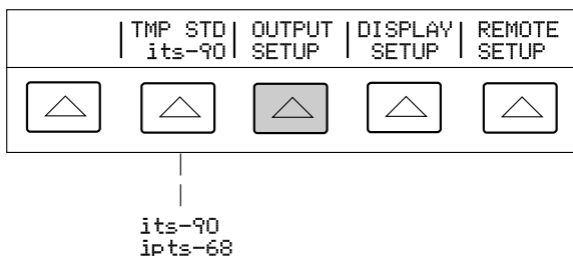 |TMP STD| OUTPUT |DISPLAY| REMOTE
| its-90| SETUP | SETUP | SETUP
its-90
ipts-68